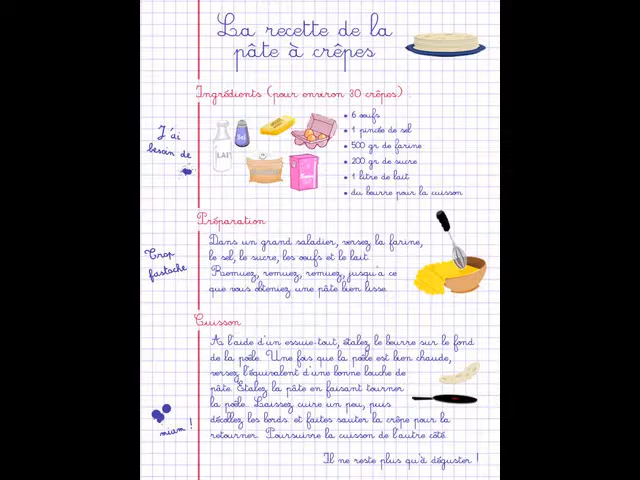 La recette de la
pâte à crêpes
Ingrédients (pour environ 30 crêpes)
J'ai
besoin de
LAIT
Sel
• 6 œufs
• 1 pincée de sel
• 500 gr de farine
• 200 gr de sucre
• 1 litre de lait
• du beurre pour la cuisson
Préparation
Trop
fastoche
Dans un grand saladier, versez la farine,
le sel, le sucre, les œufs et le lait.
Remuez, remuez, remuez, jusqu'à ce
que vous obteniez une pâte bien lisse.
Cuisson
A l'aide d'un essuie-tout, étalez le beurre sur le fond
de la poêle. Une fois que la poêle est bien chaude,
versez l'équivalent d'une bonne louche de
pâte. Etalez la pâte en faisant tourner
la poêle. Laissez cuire un peu, puis
décollez les bords et faites sauter la crêpe pour la
retourner. Poursuivre la cuisson de l'autre côté.
miam !
Il ne reste plus qu'à déguster !